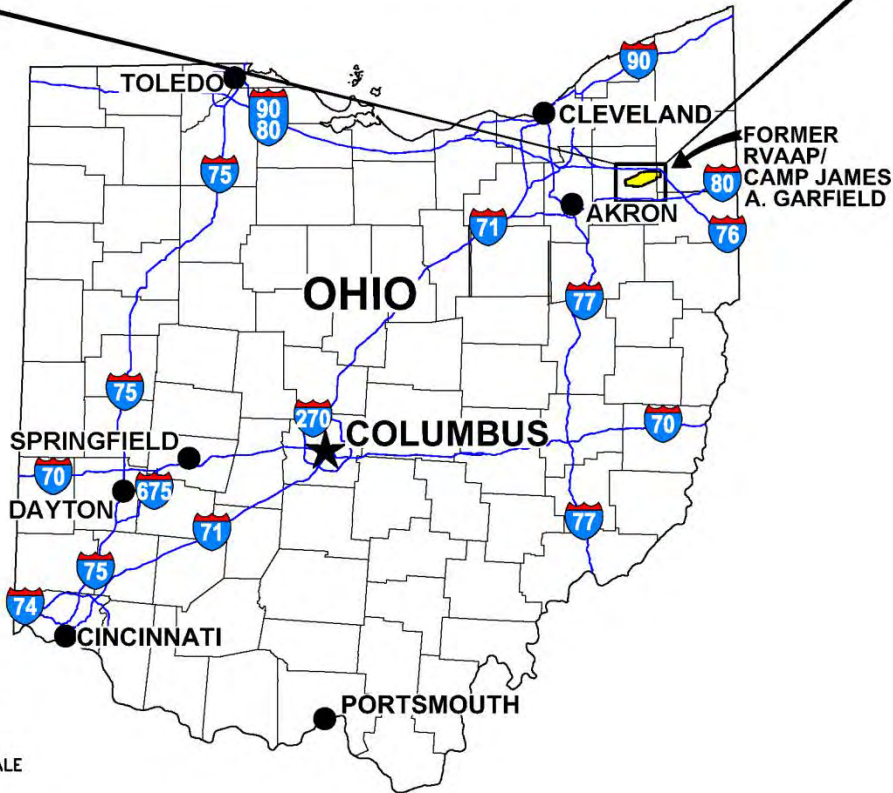 90
TOLEDO
CLEVELAND
90
80
FORMER
RVAAP/
CAMP JAMES
A. GARFIELD
75
80
AKRON
71
76
OHIO
77
75
270
70
COLUMBUS
SPRINGFIELD
70
675
DAYTON
71
77
75
74
CINCINNATI
PORTSMOUTH
ALE